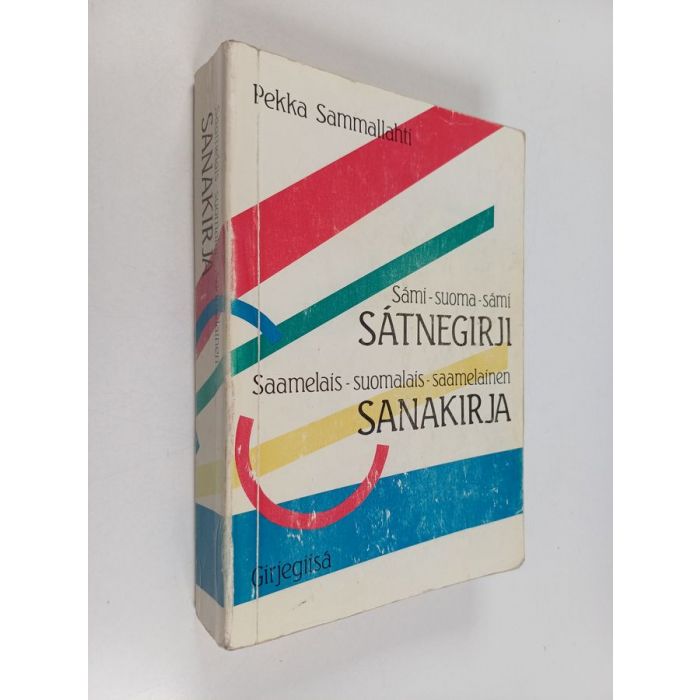 Pekka Sammallahti
Sámi - suoma - sámi
SÁTNEGIRJI
Saamelais - suomalais - saamelainen
SANAKIRJA
Girjegiisá
SANAKIRJA